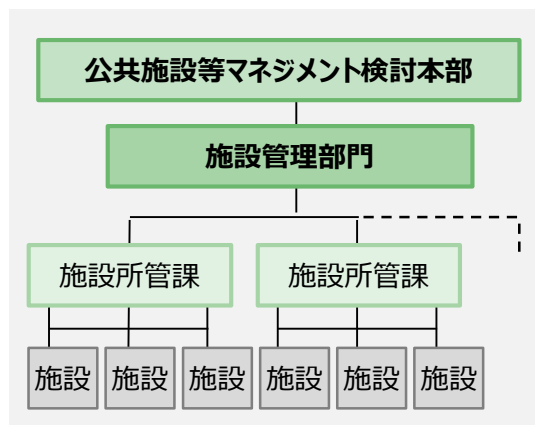 公共施設等マネジメント検討本部
施設管理部門
施設所管課 施設所管課
施設 施設 施設 施設 施設 施設